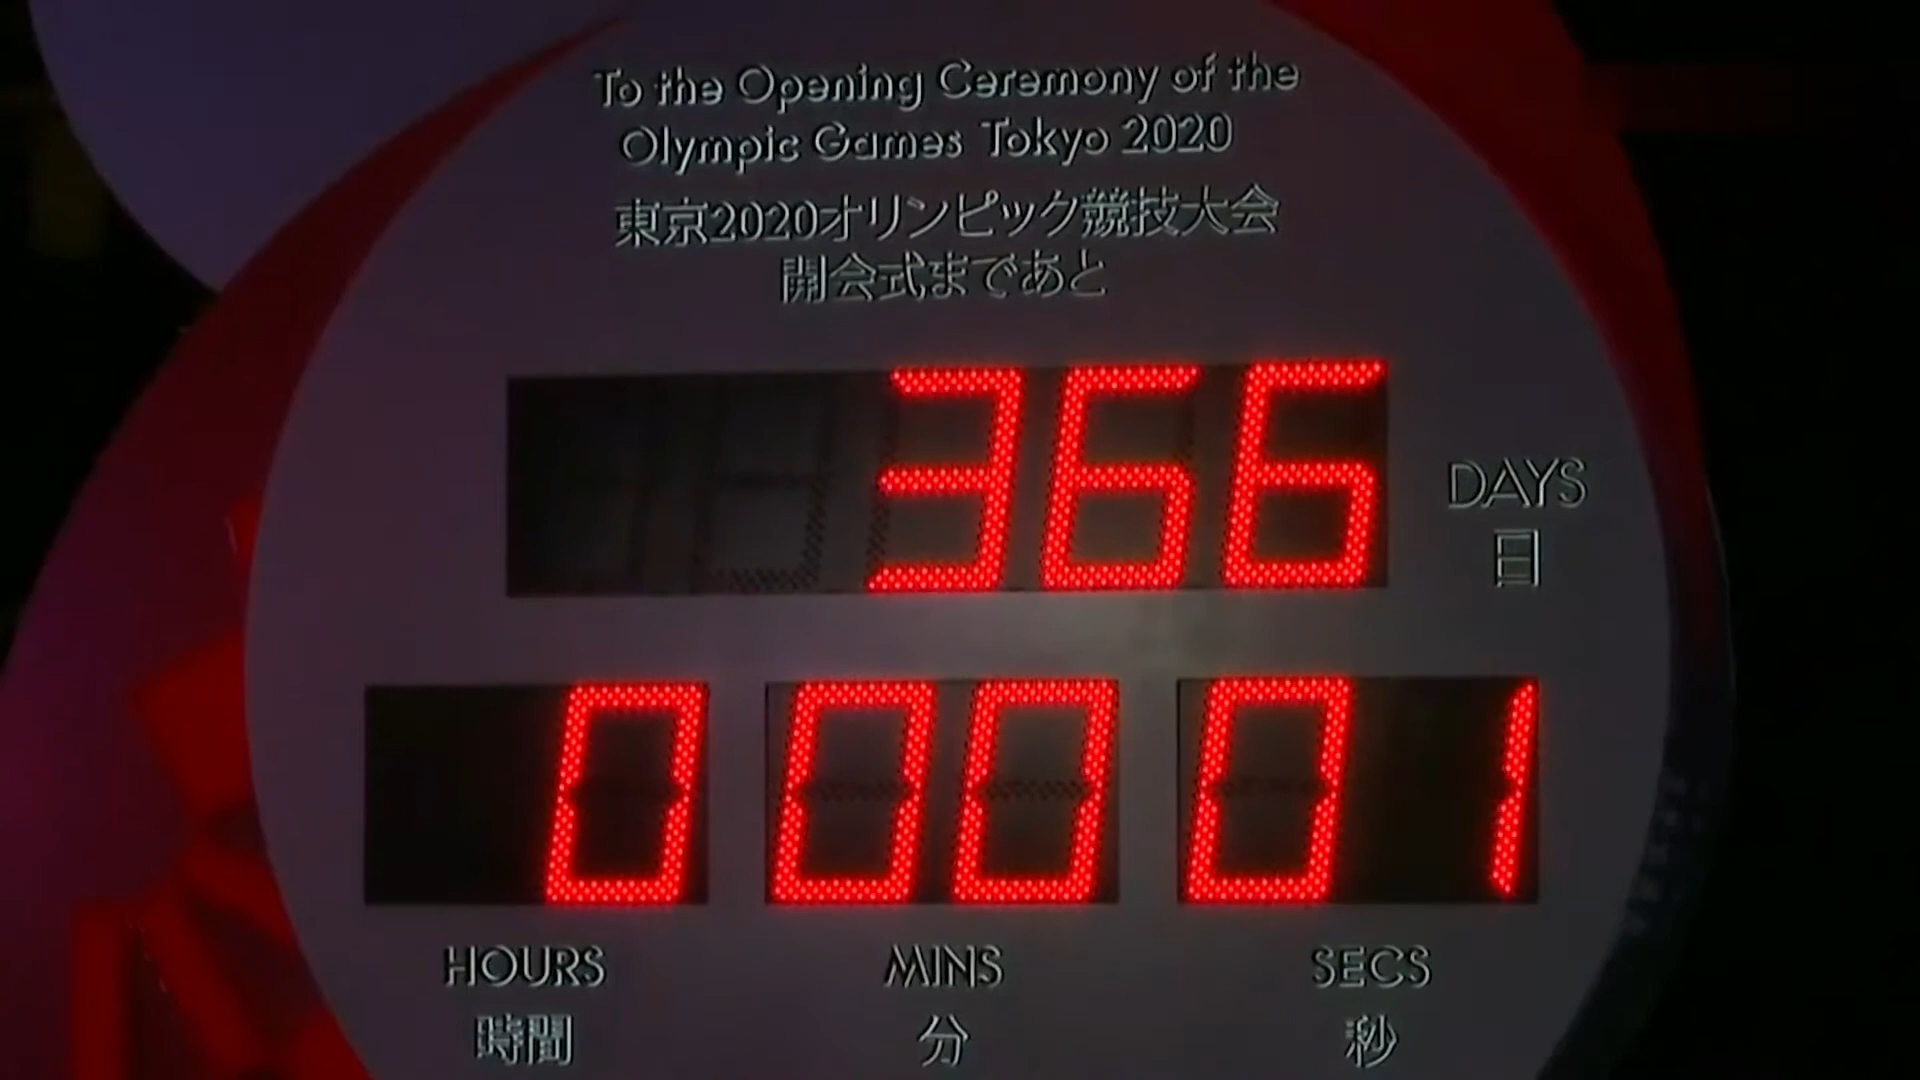 To the Opening Ceremony of the
Olympic Games Tokyo 2020
東京2020オリンピック競技大会
開会式まであと
366
DAYS
日
0 00 01
HOURS MINS SECS
時間 分 秒